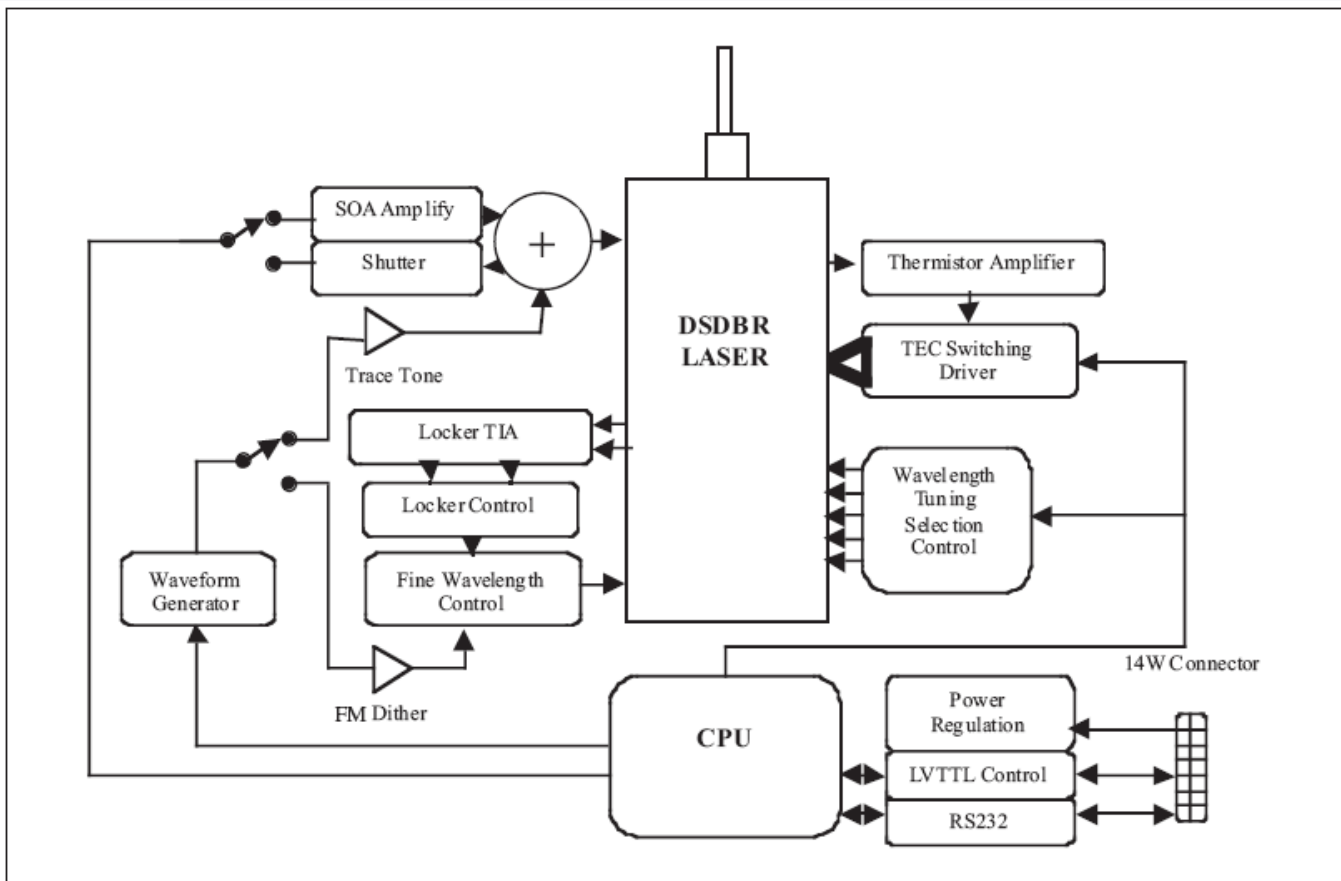 SOA Amplify
Shutter
+
Trace Tone
DSDBR
LASER
Thermistor Amplifier
TEC Switching
Driver
Locker TIA
Locker Control
Fine Wavelength
Control
Wavelength
Tuning
Selection
Control
Waveform
Generator
FM Dither
14W Connector
CPU
Power
Regulation
LVTTL Control
RS232